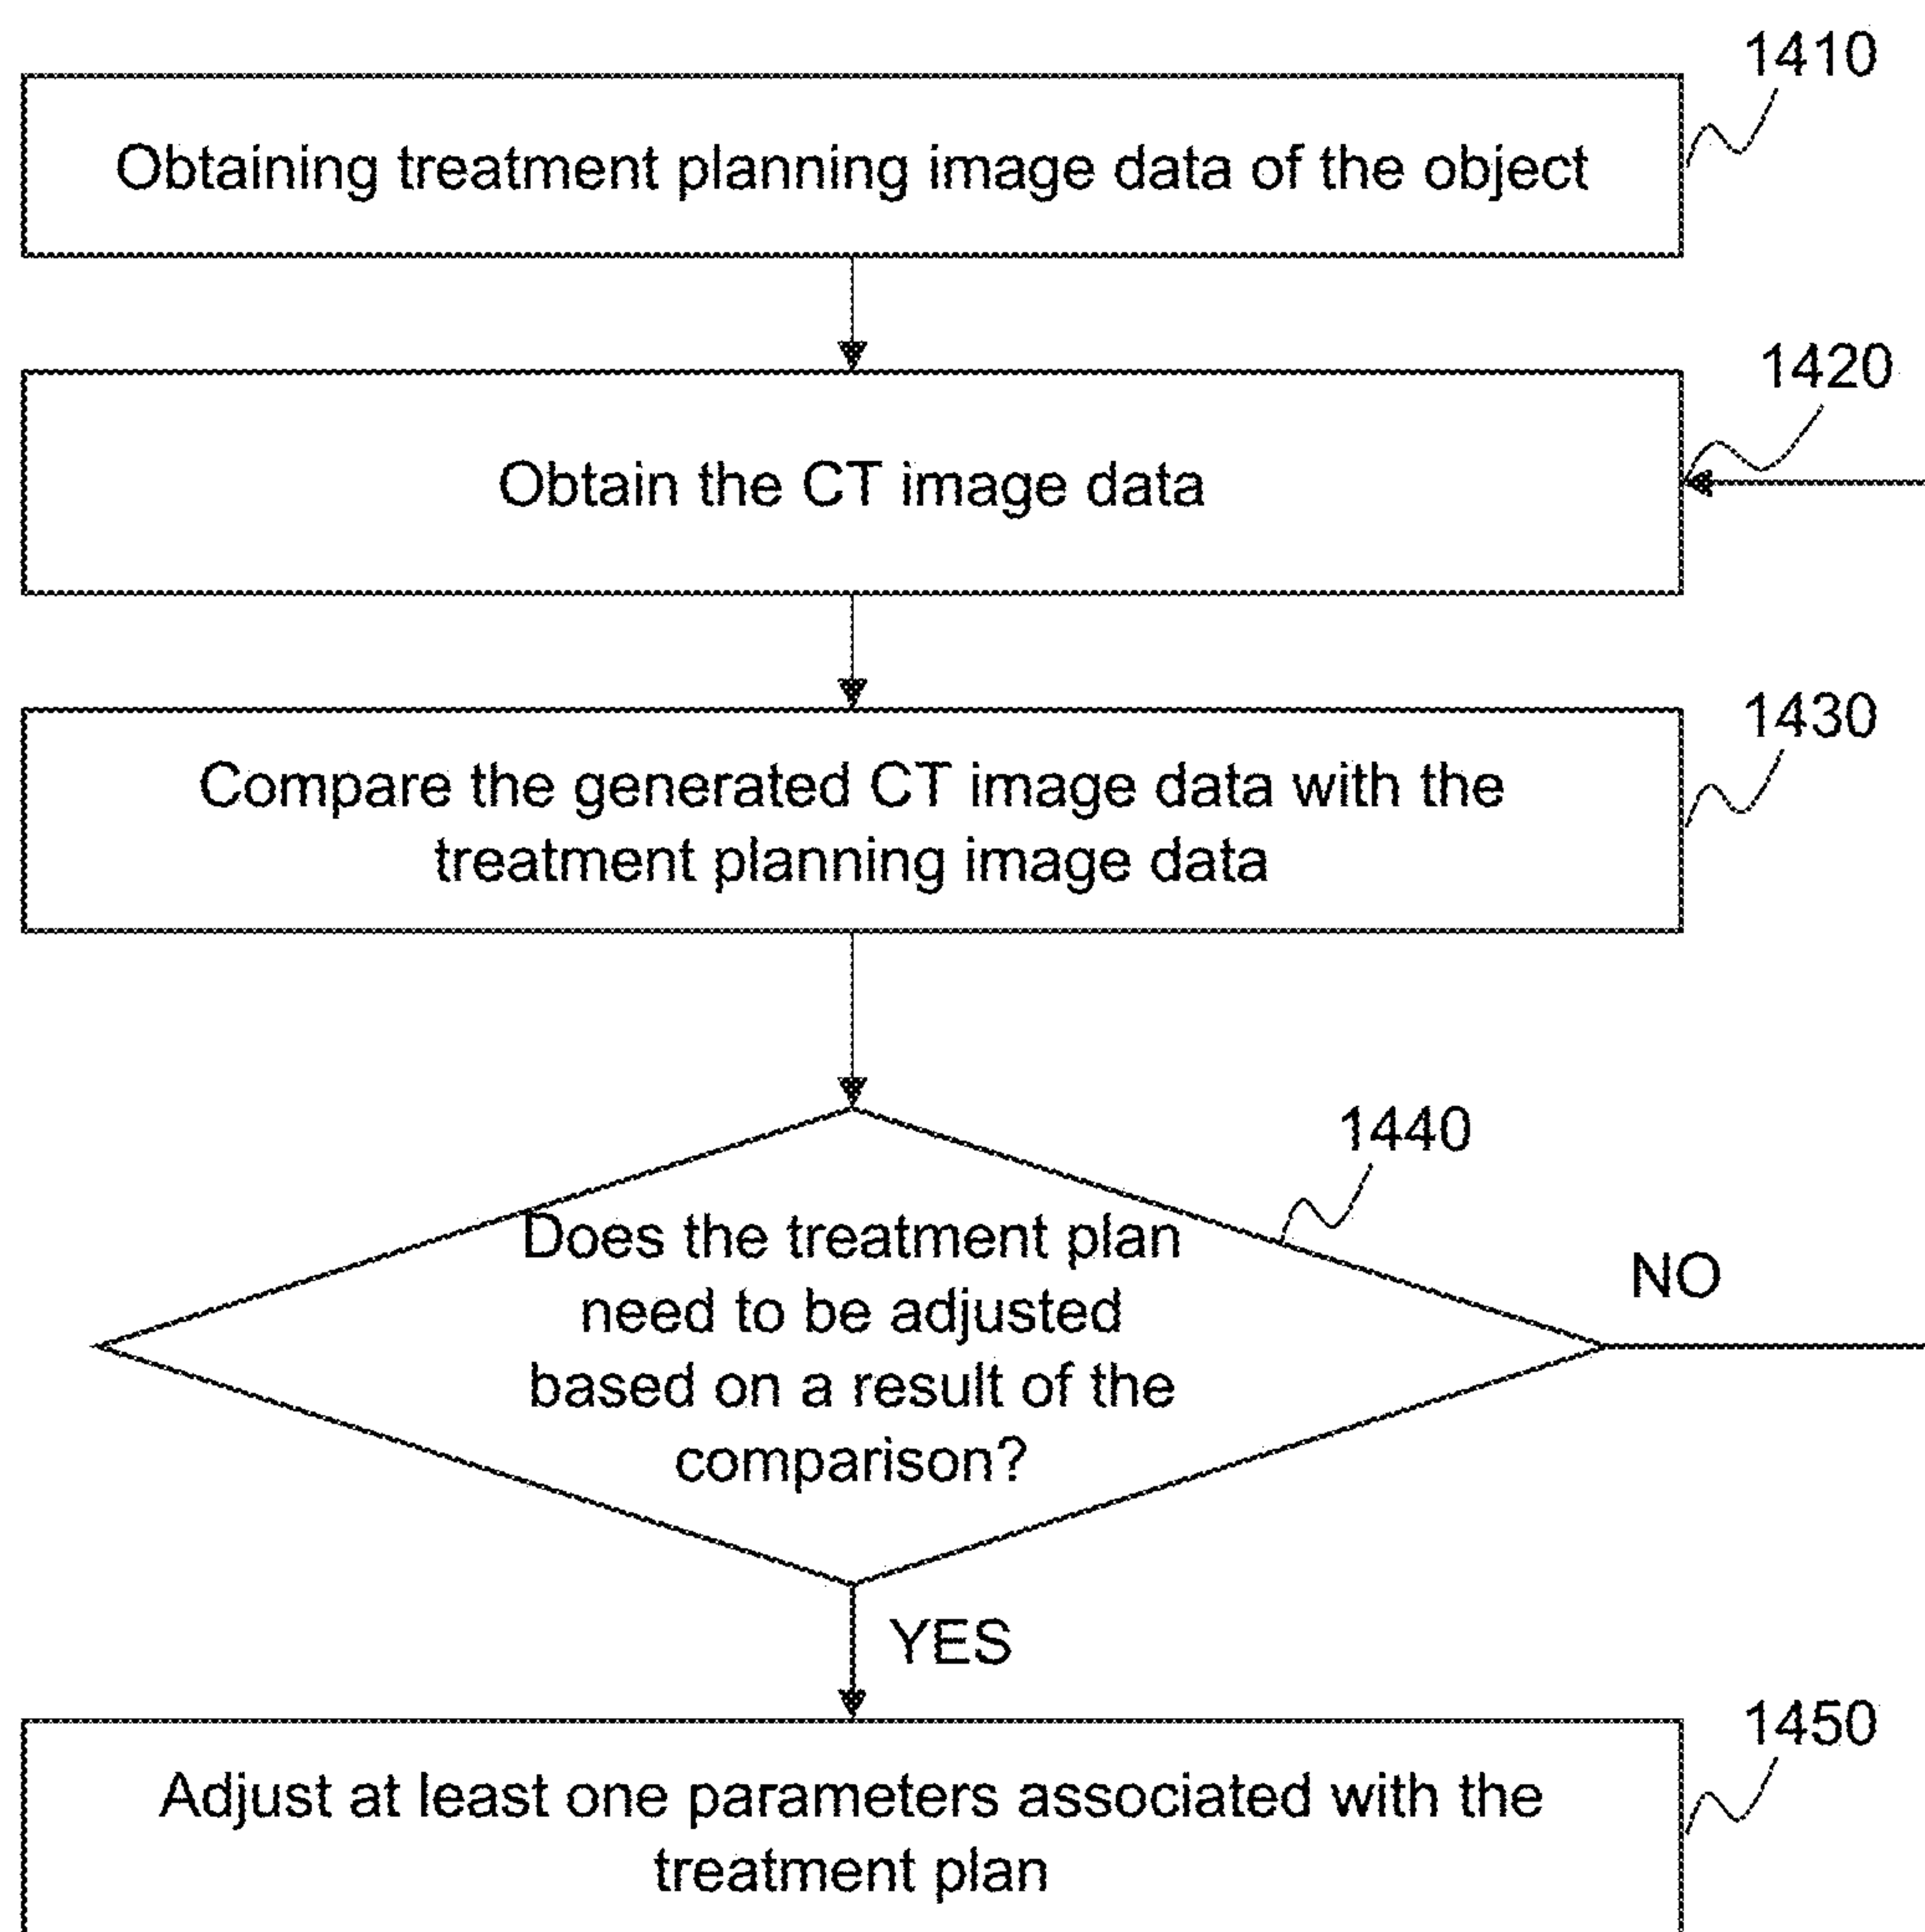 1410
Obtaining treatment planning image data of the object
1420
Obtain the CT image data
1430
Compare the generated CT image data with the
treatment planning image data
1440
Does the treatment plan
need to be adjusted
based on a result of the
comparison?
NO
YES
1450
Adjust at least one parameters associated with the
treatment plan